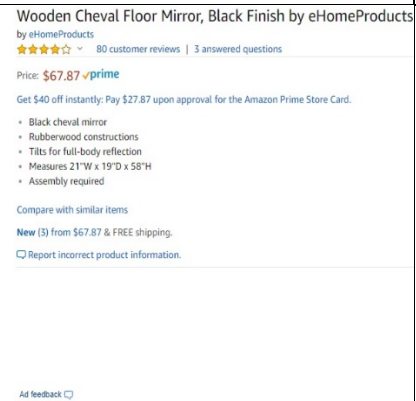 Wooden Cheval Floor Mirror, Black Finish by eHomeProducts
by eHomeProducts
80 customer reviews | 3 answered questions
Price: $67.87 prime
Get $40 off instantly: Pay $27.87 upon approval for the Amazon Prime Store Card.
• Black cheval mirror
• Rubberwood constructions
• Tilts for full-body reflection
• Measures 21"W x 19"D x 58"H
• Assembly required
Compare with similar items
New (3) from $67.87 & FREE shipping.
Report incorrect product information.
Ad feedback